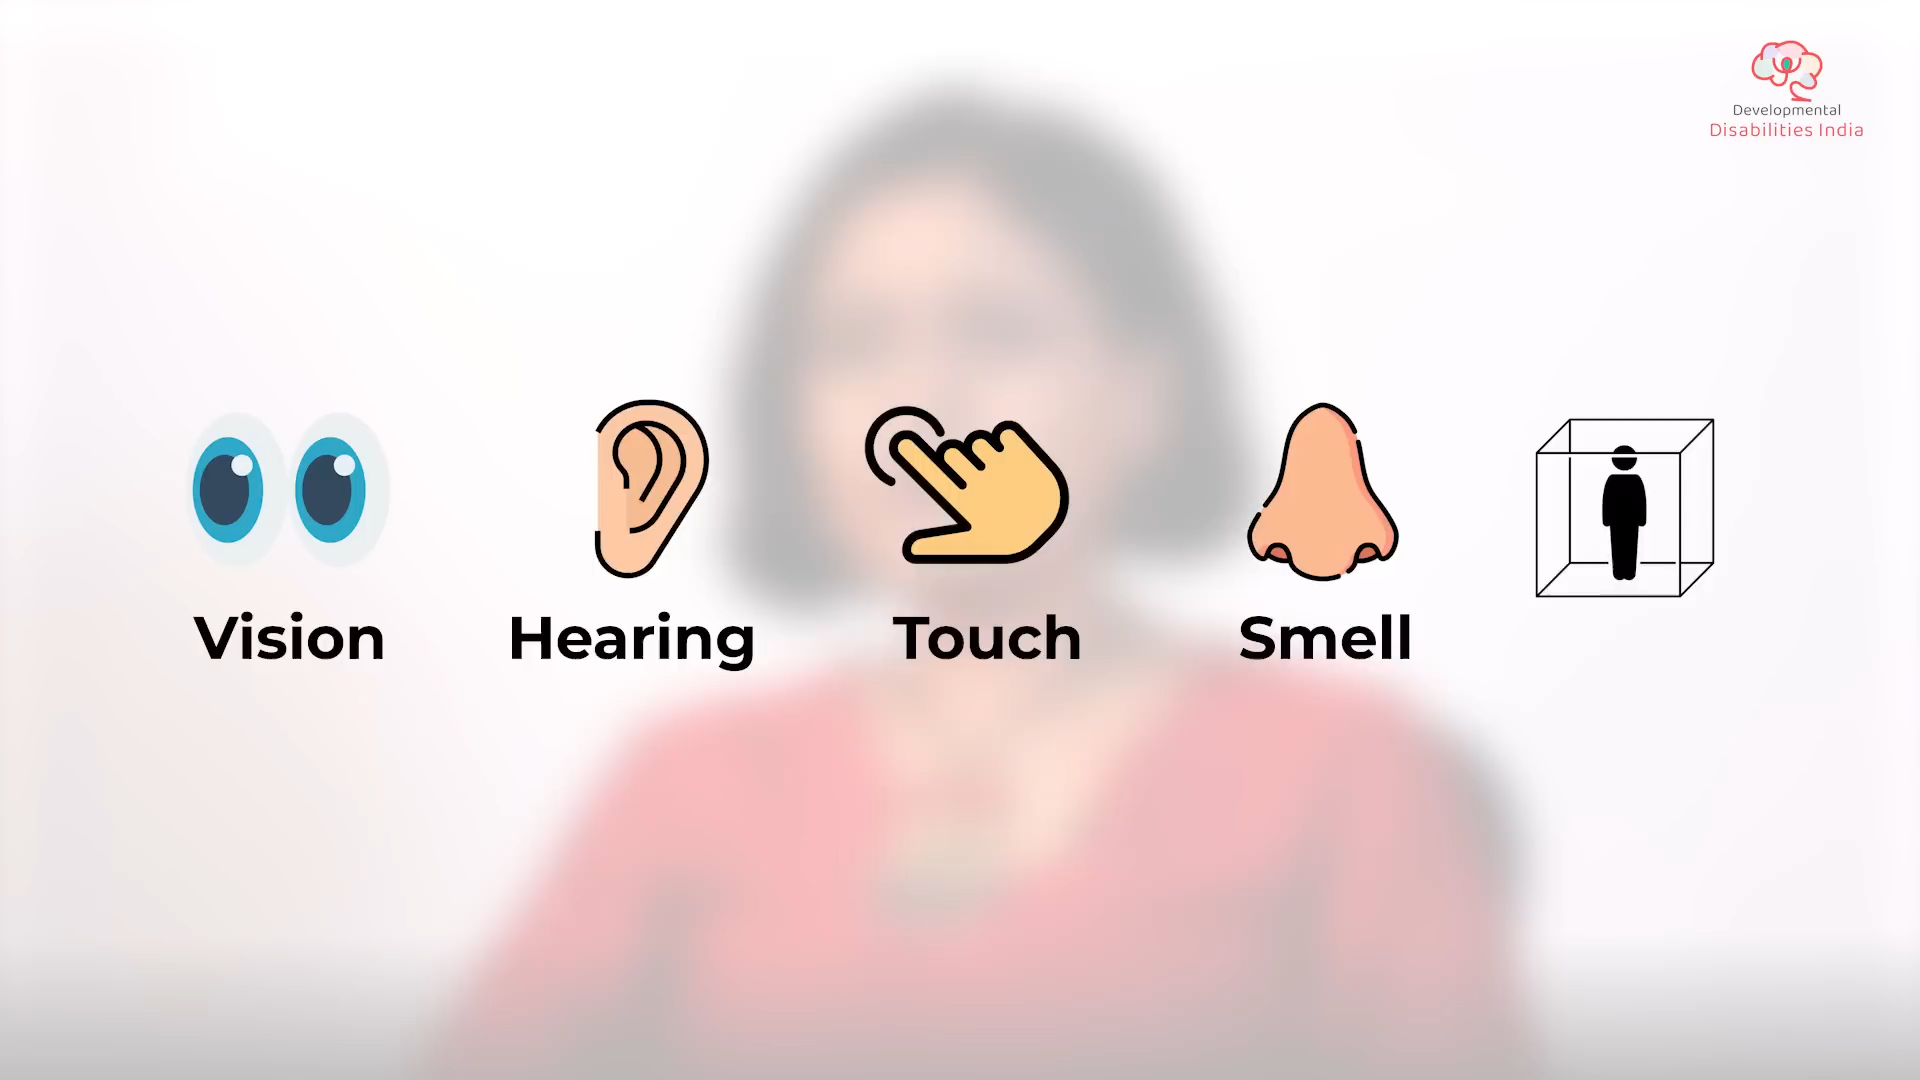 Developmental
Disabilities India
Vision
Hearing
Touch
Smell